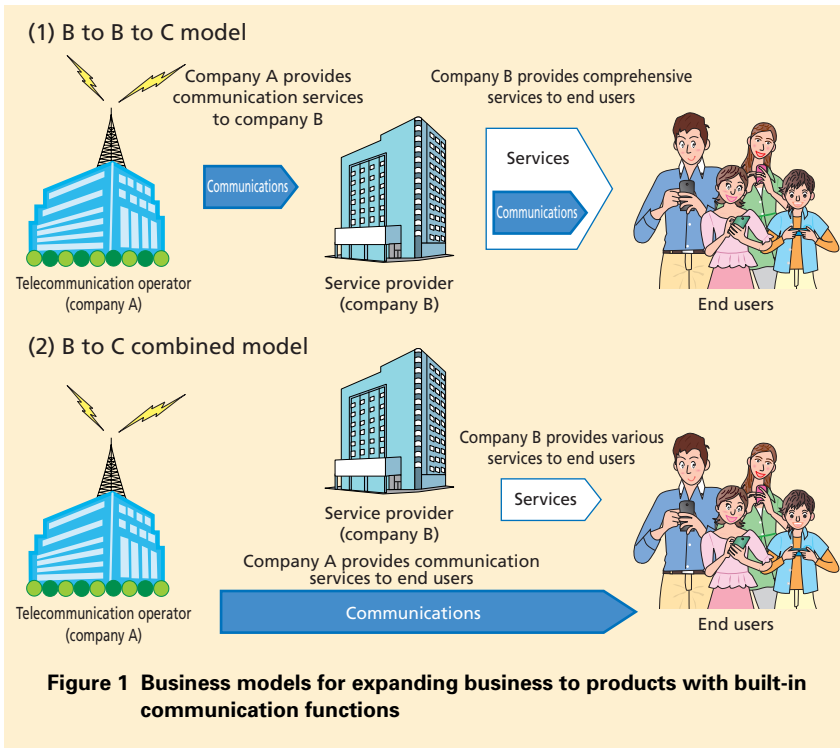 (1) B to B to C model
Company A provides
communication services
to company B
Company B provides comprehensive
services to end users
Communications
Services
Communications
Telecommunication operator
(company A)
Service provider
(company B)
End users
(2) B to C combined model
Company B provides various
services to end users
Services
Service provider
(company B)
Company A provides communication
services to end users
Communications
Telecommunication operator
(company A)
End users
Figure 1 Business models for expanding business to products with built-in
communication functions